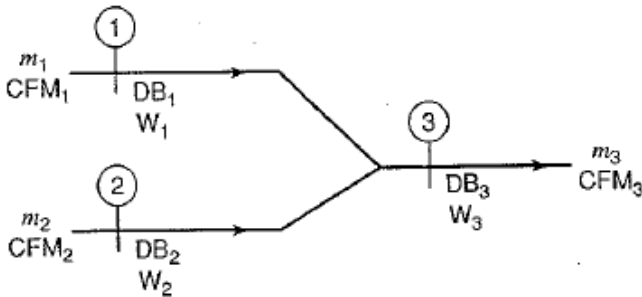 1
m₁
CFM₁
DB₁
W₁
3
m₃
CFM₃
DB₃
W₃
2
m₂
CFM₂
DB₂
W₂